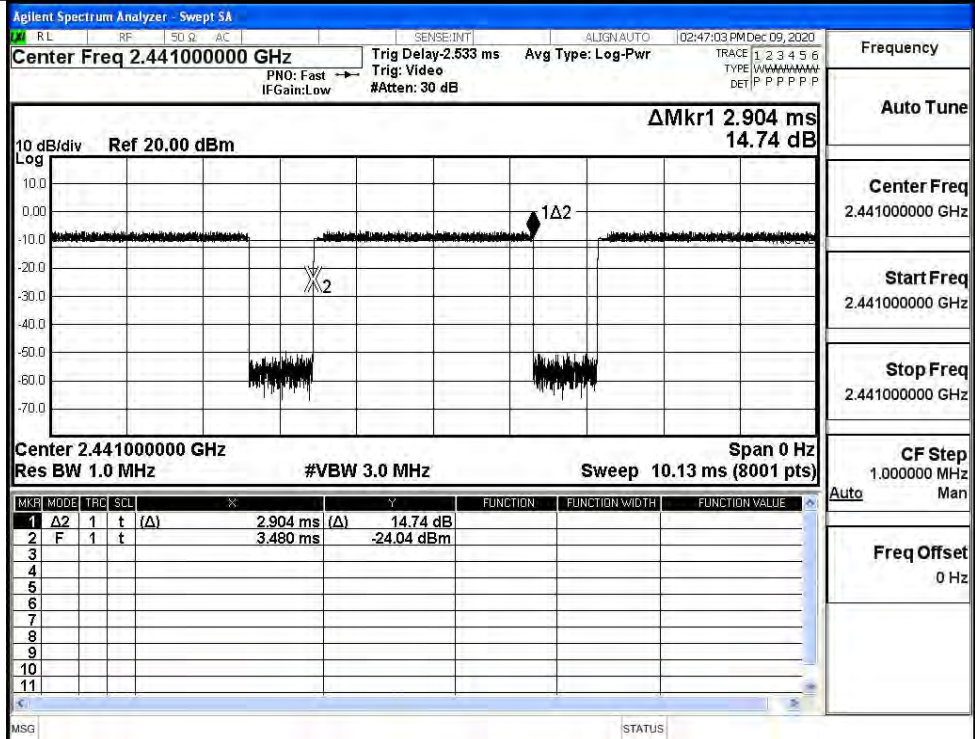 Agilent Spectrum Analyzer - Swept SA
LXI RL RF 50 Ω AC SENSE:INT ALIGN AUTO 02:47:03 PM Dec 09, 2020
Center Freq 2.441000000 GHz
PNO: Fast
IFGain:Low
Trig Delay-2.533 ms
Trig: Video
#Atten: 30 dB
Avg Type: Log-Pwr
TRACE 1 2 3 4 5 6
TYPE WWWWWW
DET P P P P P P
ΔMkr1 2.904 ms
14.74 dB
10 dB/div Ref 20.00 dBm
Log
10.0
0.00
-10.0
-20.0
-30.0
-40.0
-50.0
-60.0
-70.0
1Δ2
2
Center 2.441000000 GHz Span 0 Hz
Res BW 1.0 MHz #VBW 3.0 MHz Sweep 10.13 ms (8001 pts)
MKR MODE TRC SCL X Y FUNCTION FUNCTION WIDTH FUNCTION VALUE
1 Δ2 1 t (Δ) 2.904 ms (Δ) 14.74 dB
2 F 1 t 3.480 ms -24.04 dBm
3
4
5
6
7
8
9
10
11
MSG STATUS
Frequency
Auto Tune
Center Freq
2.441000000 GHz
Start Freq
2.441000000 GHz
Stop Freq
2.441000000 GHz
CF Step
1.000000 MHz
Auto Man
Freq Offset
0 Hz